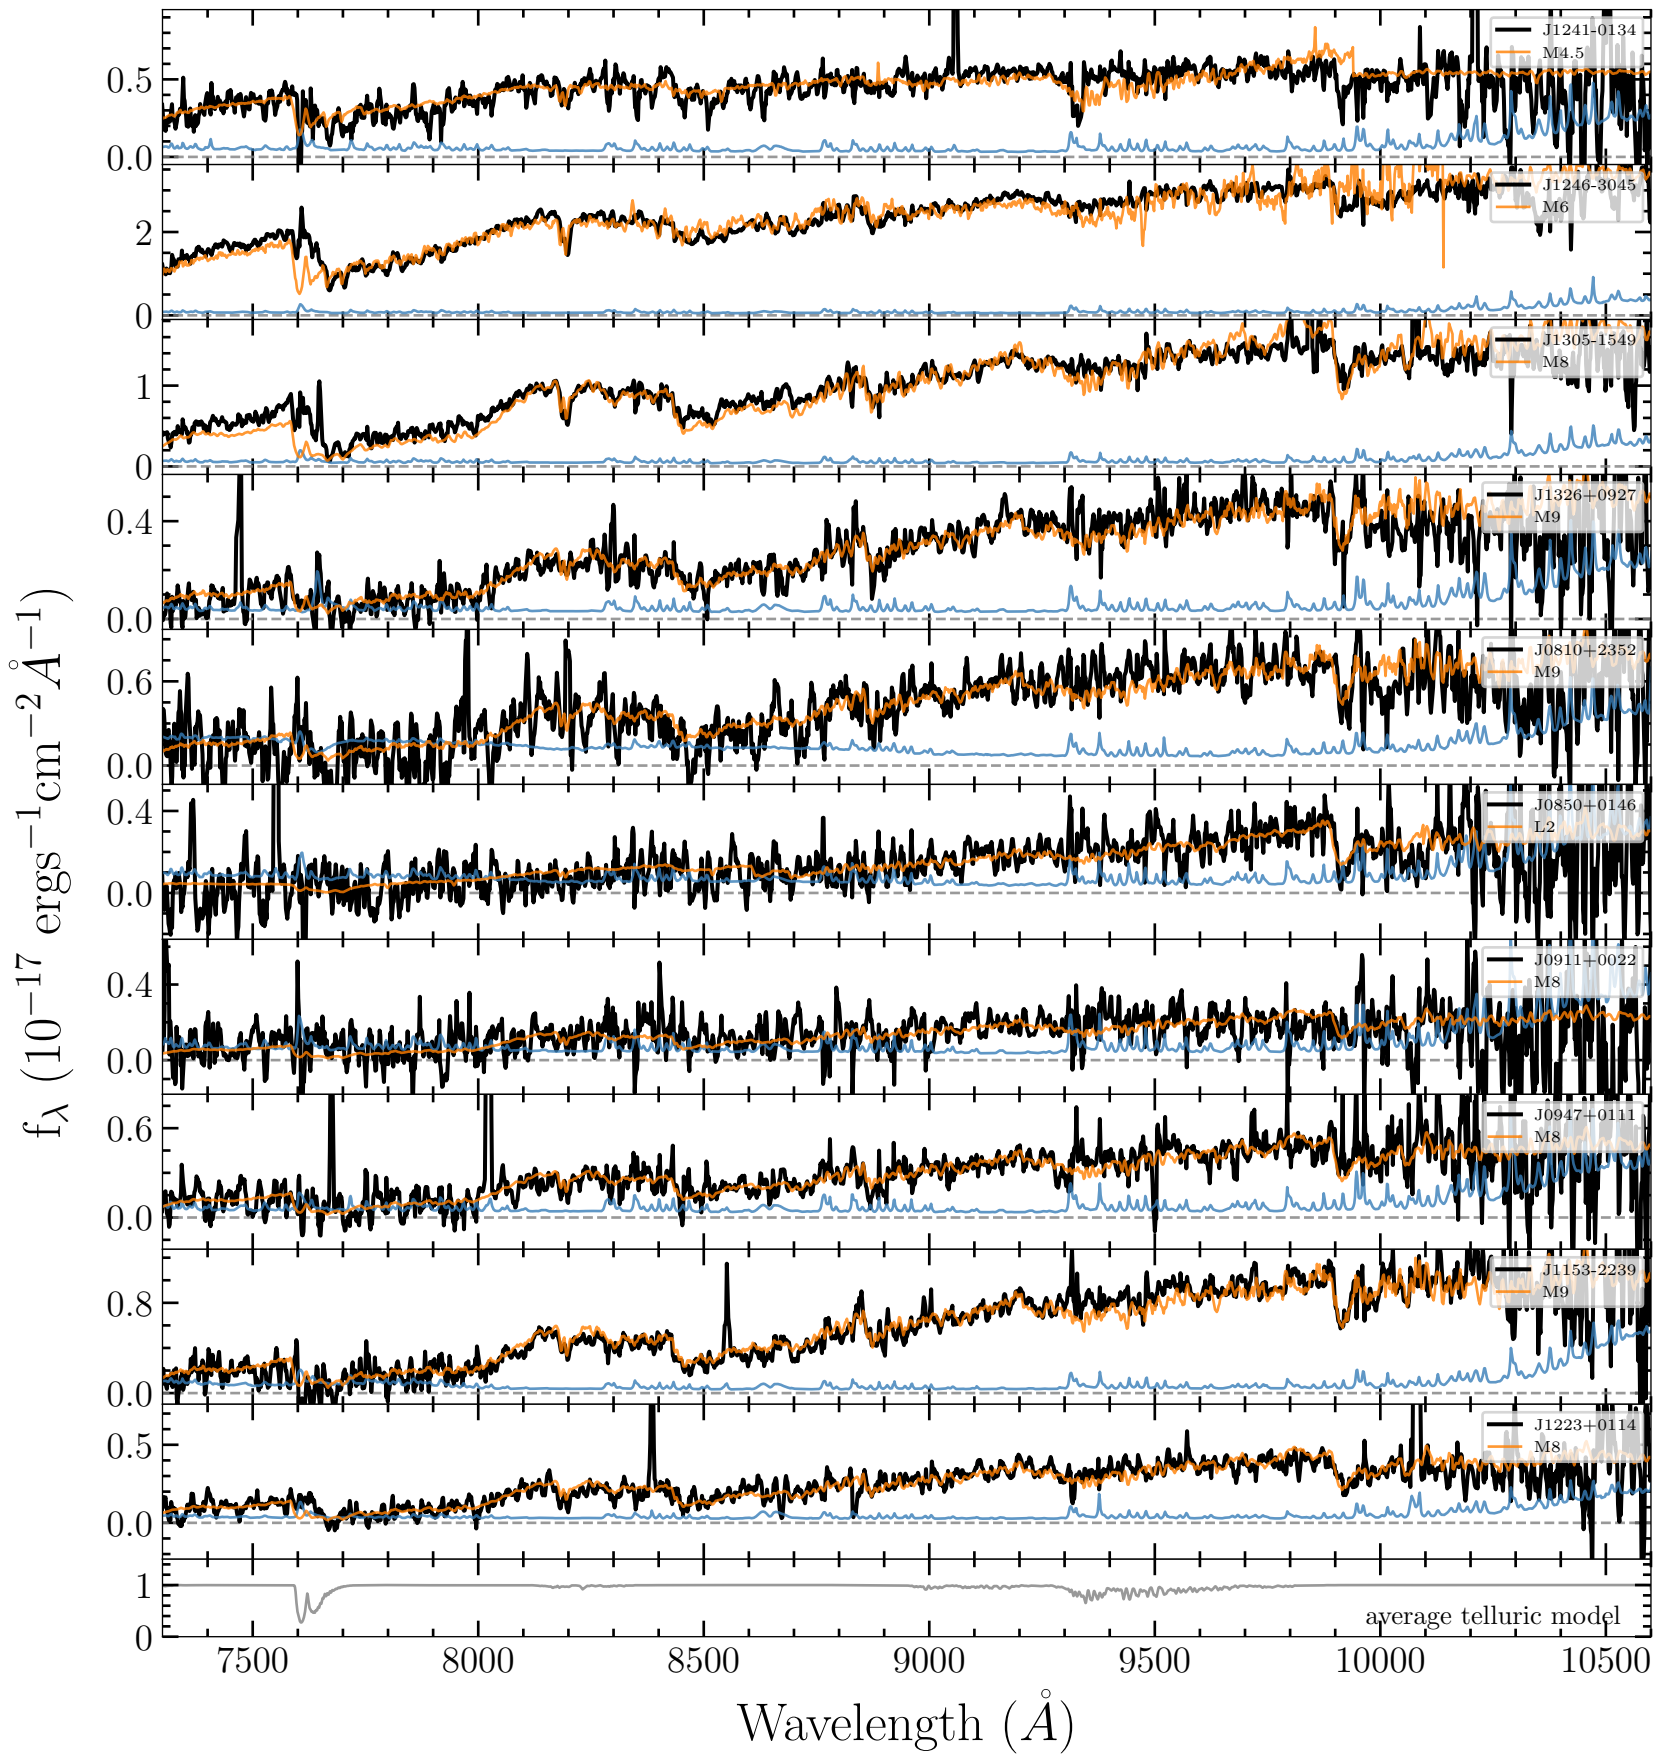 J1241-0134
M4.5
0.5
0.0
J1246-3045
M6
2
0
J1305-1549
M8
1
0
J1326+0927
M9
0.4
0.0
J0810+2352
M9
0.6
0.0
J0850+0146
L2
0.4
0.0
J0911+0022
M8
0.4
0.0
J0947+0111
M8
0.6
0.0
J1153-2239
M9
0.8
0.0
J1223+0114
M8
0.5
0.0
1
average telluric model
0
7500 8000 8500 9000 9500 10000 10500
Wavelength (Å)
f_λ (10^{-17} ergs^{-1}cm^{-2} Å^{-1})